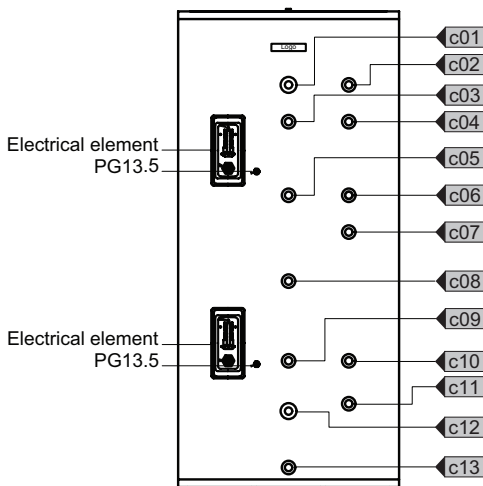 Logo
c01
c02
c03
c04
Electrical element
PG13.5
c05
c06
c07
c08
c09
Electrical element
PG13.5
c10
c11
c12
c13